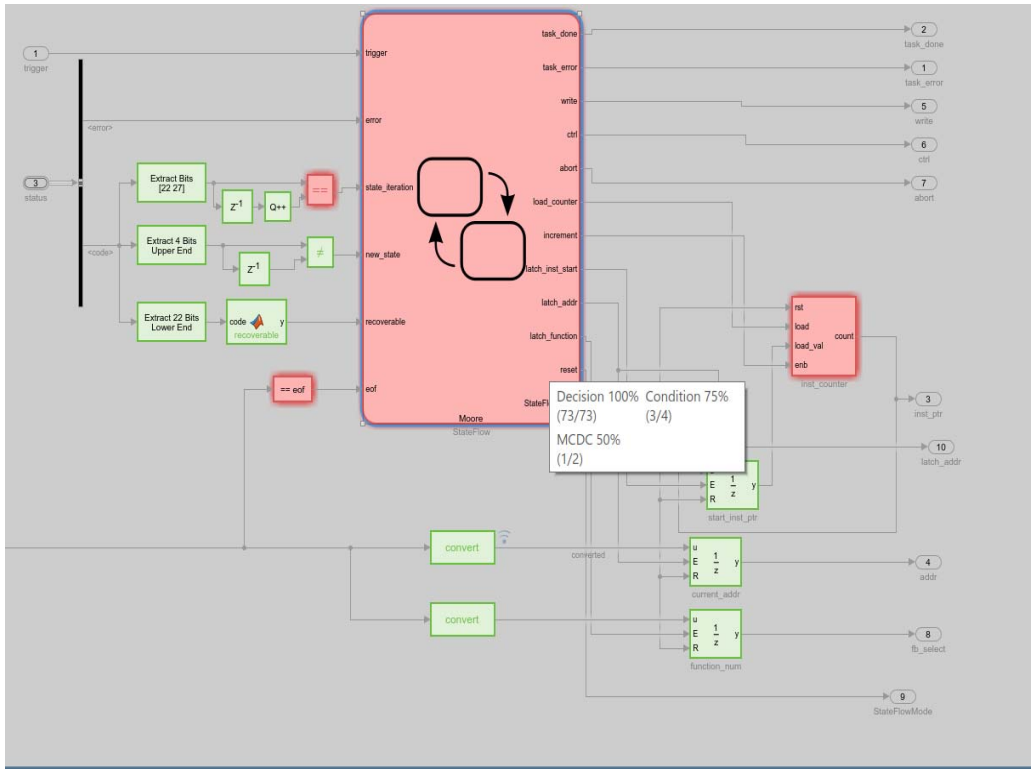 1
trigger
3
status
<error>
<code>
Extract Bits
[22 27]
Z-1
Q++
==
Extract 4 Bits
Upper End
Z-1
≠
Extract 22 Bits
Lower End
code y
recoverable
== eof
trigger
error
state_iteration
new_state
recoverable
eof
task_done
task_error
write
ctrl
abort
load_counter
increment
latch_inst_start
latch_addr
latch_function
reset
Moore
StateFlow
Decision 100% Condition 75%
(73/73) (3/4)
MCDC 50%
(1/2)
2
task_done
1
task_error
5
write
6
ctrl
7
abort
rst
load
load_val
enb
count
inst_counter
3
inst_ptr
10
latch_addr
E 1 y
R z
start_inst_ptr
convert
converted
u
E 1 y
R z
current_addr
4
addr
convert
u
E 1 y
R z
function_num
8
fb_select
9
StateFlowMode